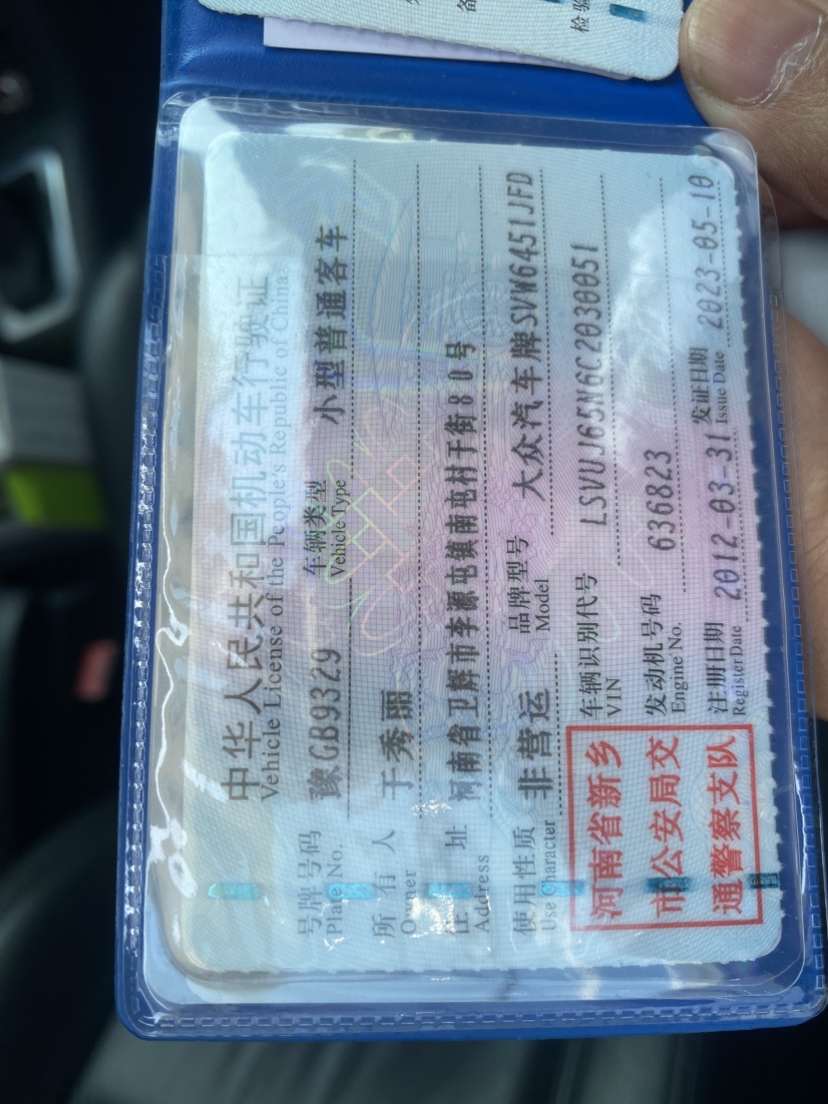 备
检验
中华人民共和国机动车行驶证
Vehicle License of the People's Republic of China
号牌号码 豫GB9329 车辆类型 小型普通客车
Plate No. Vehicle Type
所有人 于秀丽
Owner
住址 河南省卫辉市李源屯镇南屯村于街80号
Address
使用性质 非营运 品牌型号 大众汽车牌SVW6451JFD
Use Character Model
河南省新乡
市公安局交
通警察支队
车辆识别代号 LSVUJ65N6C2030051
VIN
发动机号码 636823
Engine No.
注册日期 2012-03-31 发证日期 2023-05-10
Register Date Issue Date